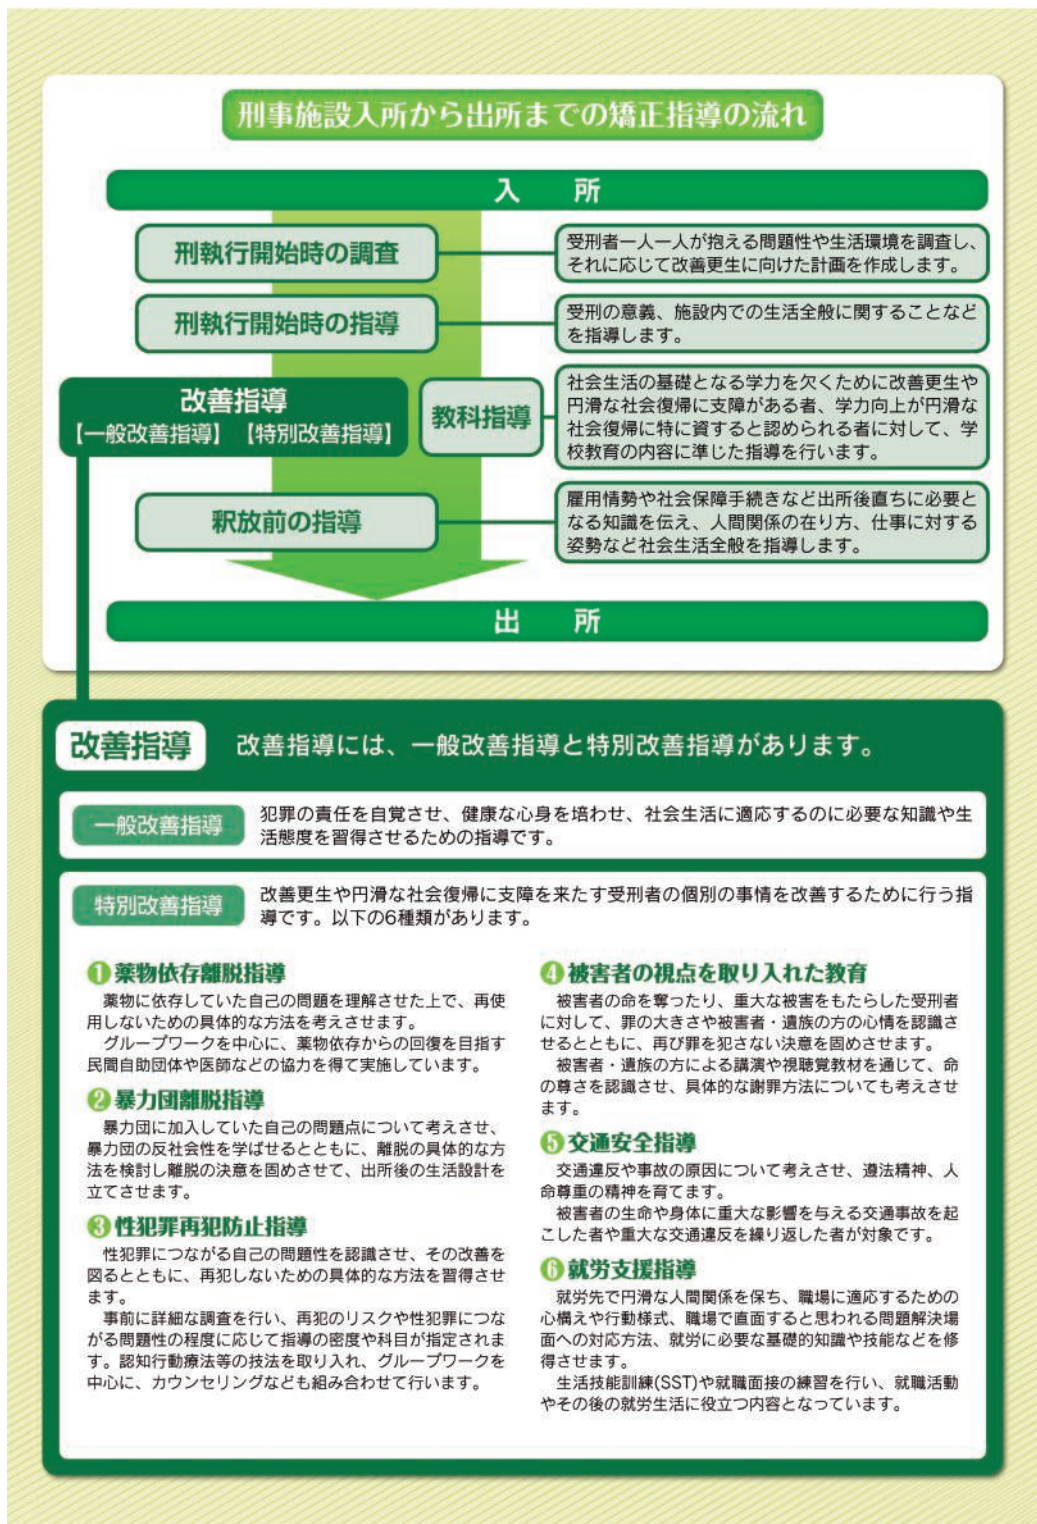 刑事施設入所から出所までの矯正指導の流れ
入 所
刑執行開始時の調査
受刑者一人一人が抱える問題性や生活環境を調査し、
それに応じて改善更生に向けた計画を作成します。
刑執行開始時の指導
受刑の意義、施設内での生活全般に関することなど
を指導します。
改善指導
【一般改善指導】【特別改善指導】
教科指導
社会生活の基礎となる学力を欠くために改善更生や
円滑な社会復帰に支障がある者、学力向上が円滑な
社会復帰に特に資すると認められる者に対して、学
校教育の内容に準じた指導を行います。
釈放前の指導
雇用情勢や社会保障手続きなど出所後直ちに必要と
なる知識を伝え、人間関係の在り方、仕事に対する
姿勢など社会生活全般を指導します。
出 所
改善指導
改善指導には、一般改善指導と特別改善指導があります。
一般改善指導
犯罪の責任を自覚させ、健康な心身を培わせ、社会生活に適応するのに必要な知識や生
活態度を習得させるための指導です。
特別改善指導
改善更生や円滑な社会復帰に支障を来たす受刑者の個別の事情を改善するために行う指
導です。以下の6種類があります。
❶薬物依存離脱指導
薬物に依存していた自己の問題を理解させた上で、再使
用しないための具体的な方法を考えさせます。
グループワークを中心に、薬物依存からの回復を目指す
民間自助団体や医師などの協力を得て実施しています。
❷暴力団離脱指導
暴力団に加入していた自己の問題点について考えさせ、
暴力団の反社会性を学ばせるとともに、離脱の具体的な方
法を検討し離脱の決意を固めさせて、出所後の生活設計を
立てさせます。
❸性犯罪再犯防止指導
性犯罪につながる自己の問題性を認識させ、その改善を
図るとともに、再犯しないための具体的な方法を習得させ
ます。
事前に詳細な調査を行い、再犯のリスクや性犯罪につな
がる問題性の程度に応じて指導の密度や科目が指定されま
す。認知行動療法等の技法を取り入れ、グループワークを
中心に、カウンセリングなども組み合わせて行います。
❹被害者の視点を取り入れた教育
被害者の命を奪ったり、重大な被害をもたらした受刑者
に対して、罪の大きさや被害者・遺族の方の心情を認識さ
せるとともに、再び罪を犯さない決意を固めさせます。
被害者・遺族の方による講演や視聴覚教材を通じて、命
の尊さを認識させ、具体的な謝罪方法についても考えさせ
ます。
❺交通安全指導
交通違反や事故の原因について考えさせ、遵法精神、人
命尊重の精神を育てます。
被害者の生命や身体に重大な影響を与える交通事故を起
こした者や重大な交通違反を繰り返した者が対象です。
❻就労支援指導
就労先で円滑な人間関係を保ち、職場に適応するための
心構えや行動様式、職場で直面すると思われる問題解決場
面への対応方法、就労に必要な基礎的知識や技能などを修
得させます。
生活技能訓練(SST)や就職面接の練習を行い、就職活動
やその後の就労生活に役立つ内容となっています。